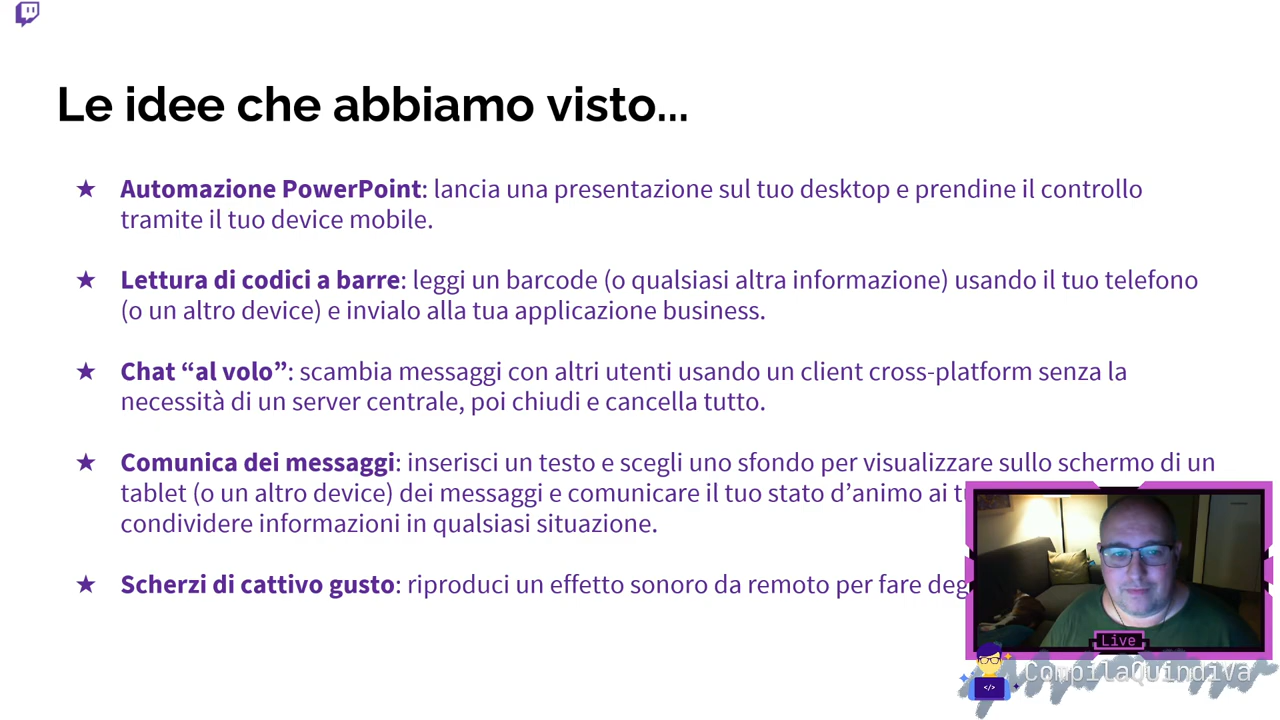 Le idee che abbiamo visto...
★ Automazione PowerPoint: lancia una presentazione sul tuo desktop e prendine il controllo
tramite il tuo device mobile.
★ Lettura di codici a barre: leggi un barcode (o qualsiasi altra informazione) usando il tuo telefono
(o un altro device) e invialo alla tua applicazione business.
★ Chat “al volo”: scambia messaggi con altri utenti usando un client cross-platform senza la
necessità di un server centrale, poi chiudi e cancella tutto.
★ Comunica dei messaggi: inserisci un testo e scegli uno sfondo per visualizzare sullo schermo di un
tablet (o un altro device) dei messaggi e comunicare il tuo stato d’animo ai
condividere informazioni in qualsiasi situazione.
★ Scherzi di cattivo gusto: riproduci un effetto sonoro da remoto per fare
Live
</>
CompilaQuindiVa